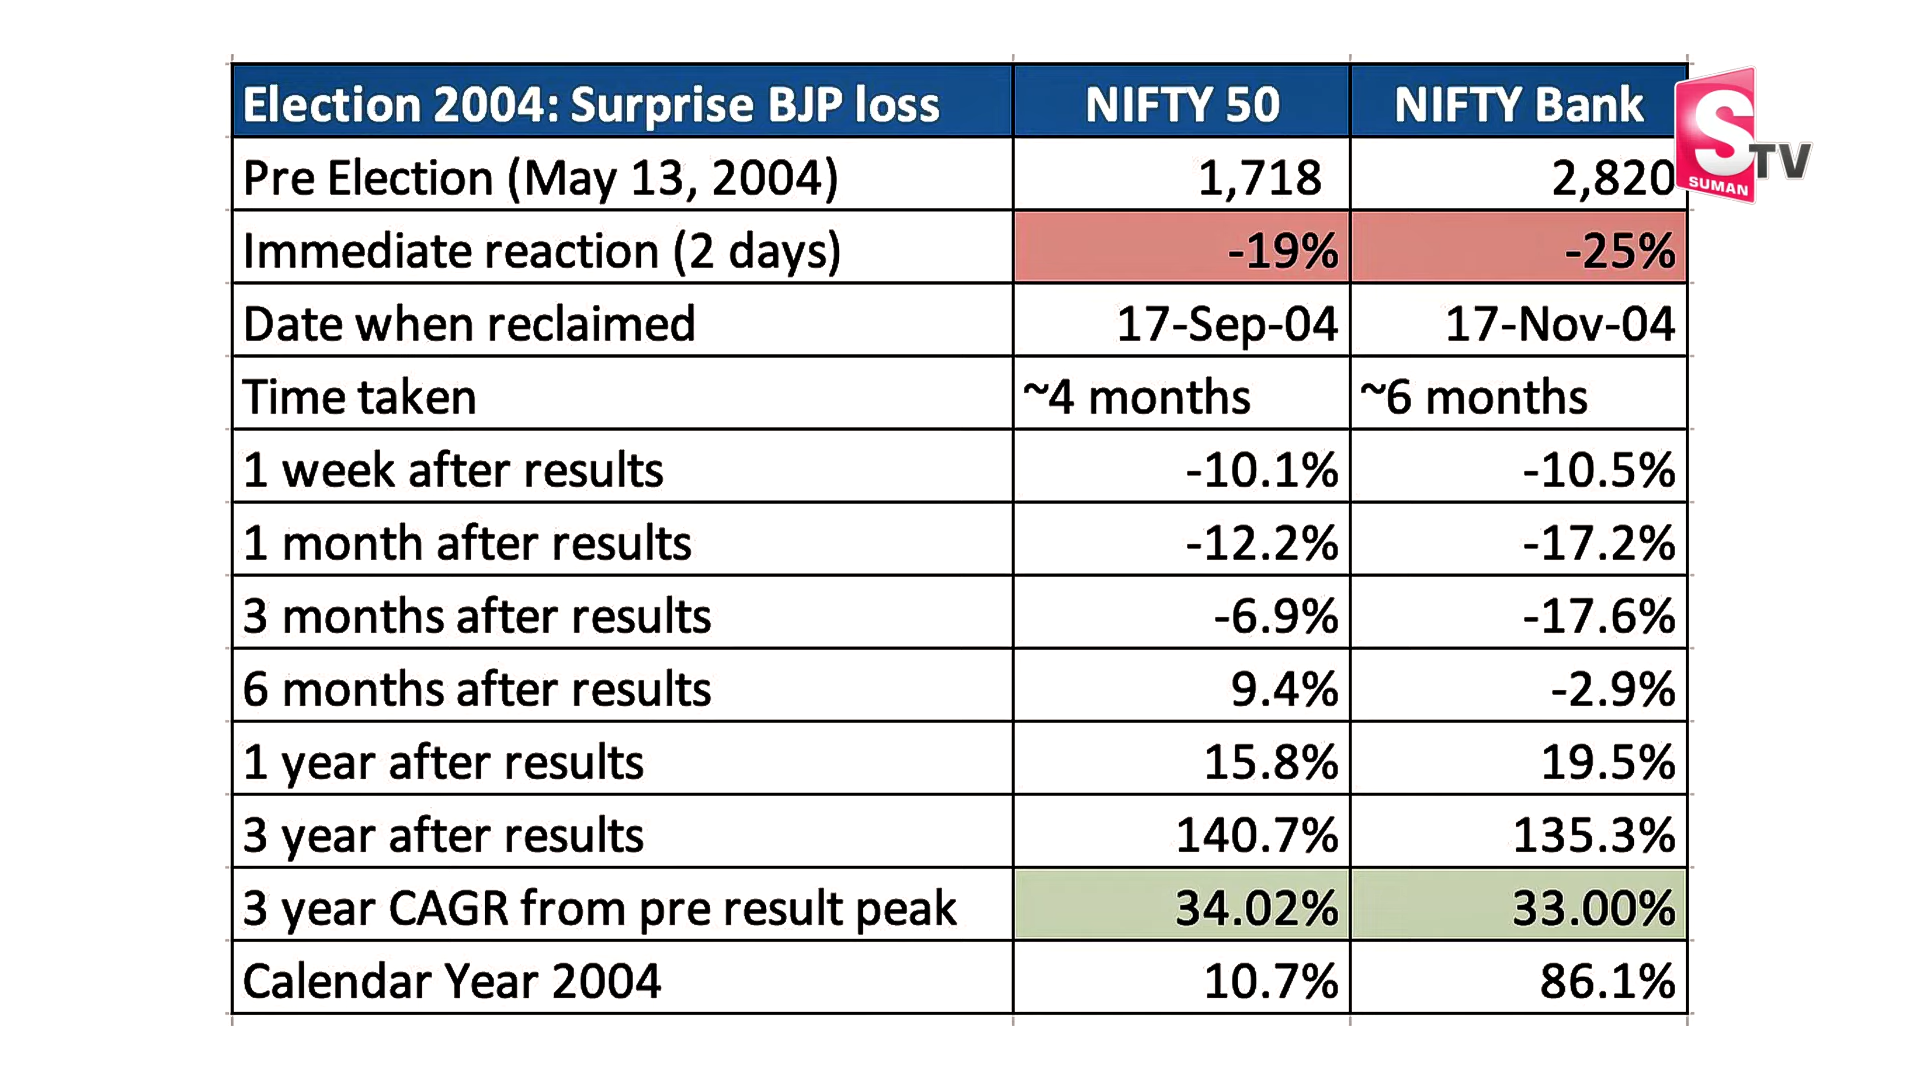 Election 2004: Surprise BJP loss NIFTY 50 NIFTY Bank
Pre Election (May 13, 2004) 1,718 2,820
Immediate reaction (2 days) -19% -25%
Date when reclaimed 17-Sep-04 17-Nov-04
Time taken ~4 months ~6 months
1 week after results -10.1% -10.5%
1 month after results -12.2% -17.2%
3 months after results -6.9% -17.6%
6 months after results 9.4% -2.9%
1 year after results 15.8% 19.5%
3 year after results 140.7% 135.3%
3 year CAGR from pre result peak 34.02% 33.00%
Calendar Year 2004 10.7% 86.1%
S TV
SUMAN